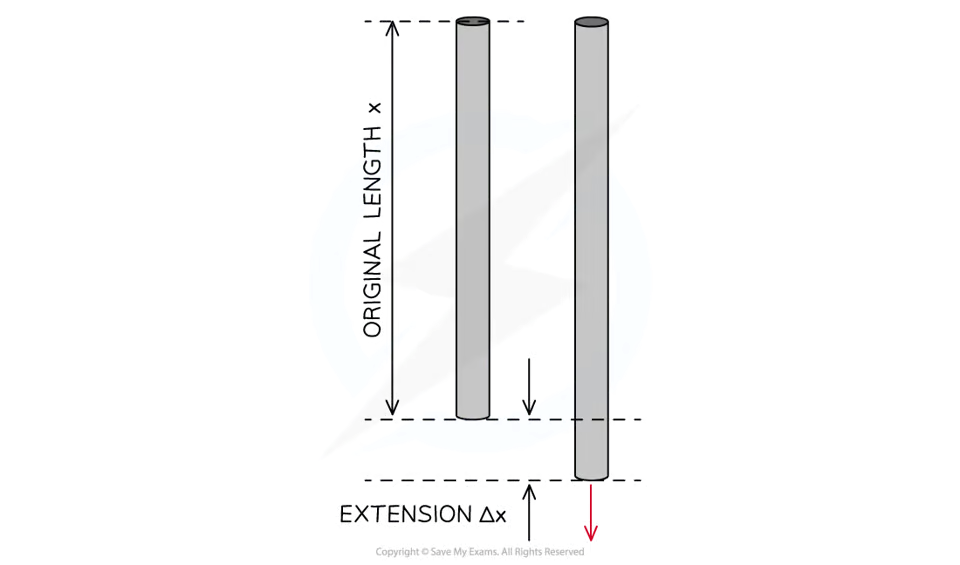 ORIGINAL LENGTH x
EXTENSION Δx
Copyright © Save My Exams. All Rights Reserved